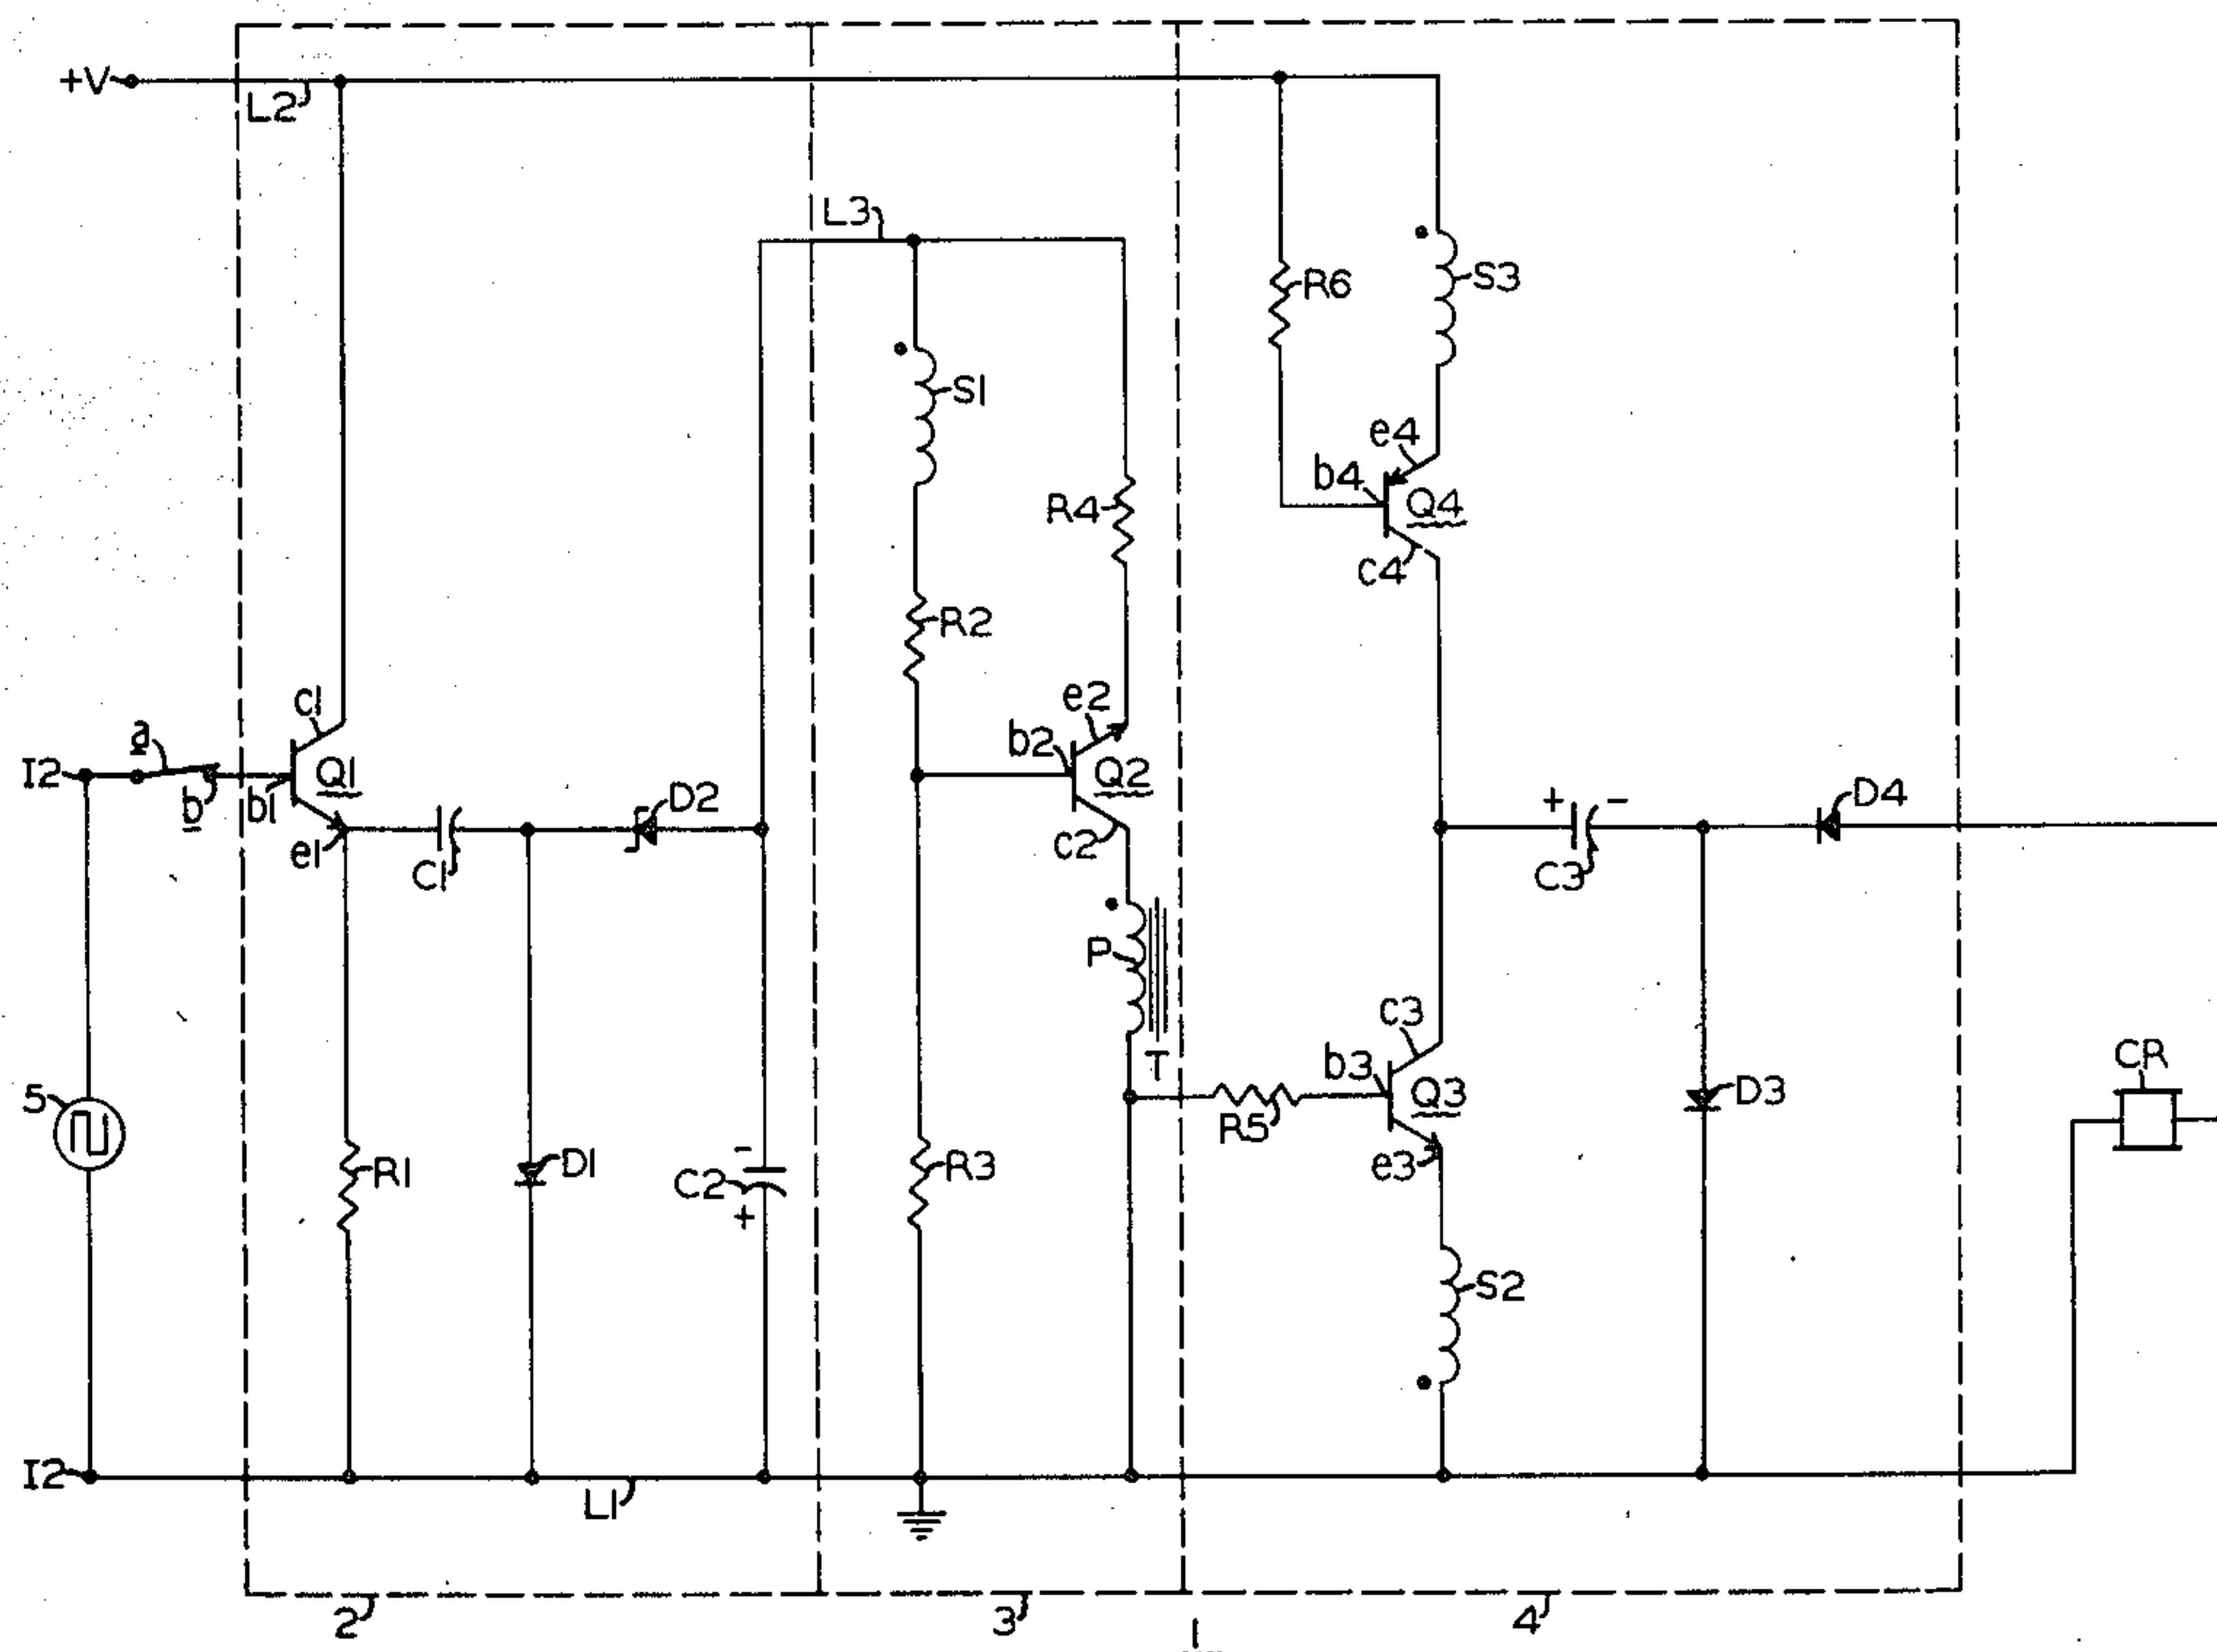 +V
L2
L3
S3
R6
S1
e4
b4
Q4
R4
c4
R2
c1
e2
a
b2
I2
Q1
Q2
b
b1
D2
D4
e1
c2
C1
+ -
C3
P
c3
CR
T
b3
5
Q3
D3
R5
D1
-
R1
C2
R3
e3
+
S2
I2
L1
2
3
1
4